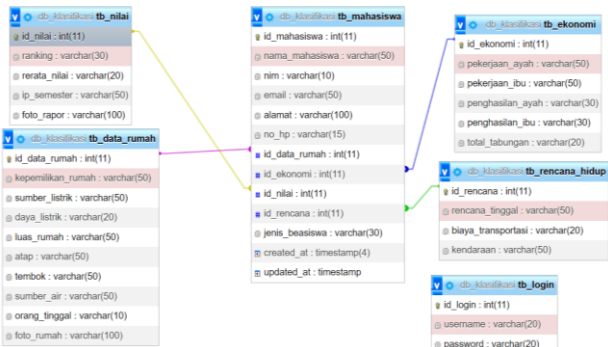 db_klasifikasi tb_nilai
id_nilai : int(11)
ranking : varchar(30)
rerata_nilai : varchar(20)
ip_semester : varchar(50)
foto_rapor : varchar(100)
db_klasifikasi tb_data_rumah
id_data_rumah : int(11)
kepemilikan_rumah : varchar(50)
sumber_listrik : varchar(50)
daya_listrik : varchar(20)
luas_rumah : varchar(50)
atap : varchar(50)
tembok : varchar(50)
sumber_air : varchar(50)
orang_tinggal : varchar(10)
foto_rumah : varchar(100)
db_klasifikasi tb_mahasiswa
id_mahasiswa : int(11)
nama_mahasiswa : varchar(50)
nim : varchar(10)
email : varchar(50)
alamat : varchar(100)
no_hp : varchar(15)
id_data_rumah : int(11)
id_ekonomi : int(11)
id_nilai : int(11)
id_rencana : int(11)
jenis_beasiswa : varchar(30)
created_at : timestamp(4)
updated_at : timestamp
db_klasifikasi tb_ekonomi
id_ekonomi : int(11)
pekerjaan_ayah : varchar(50)
pekerjaan_ibu : varchar(50)
penghasilan_ayah : varchar(30)
penghasilan_ibu : varchar(30)
total_tabungan : varchar(20)
db_klasifikasi tb_rencana_hidup
id_rencana : int(11)
rencana_tinggal : varchar(50)
biaya_transportasi : varchar(20)
kendaraan : varchar(50)
db_klasifikasi tb_login
id_login : int(11)
username : varchar(20)
password : varchar(20)